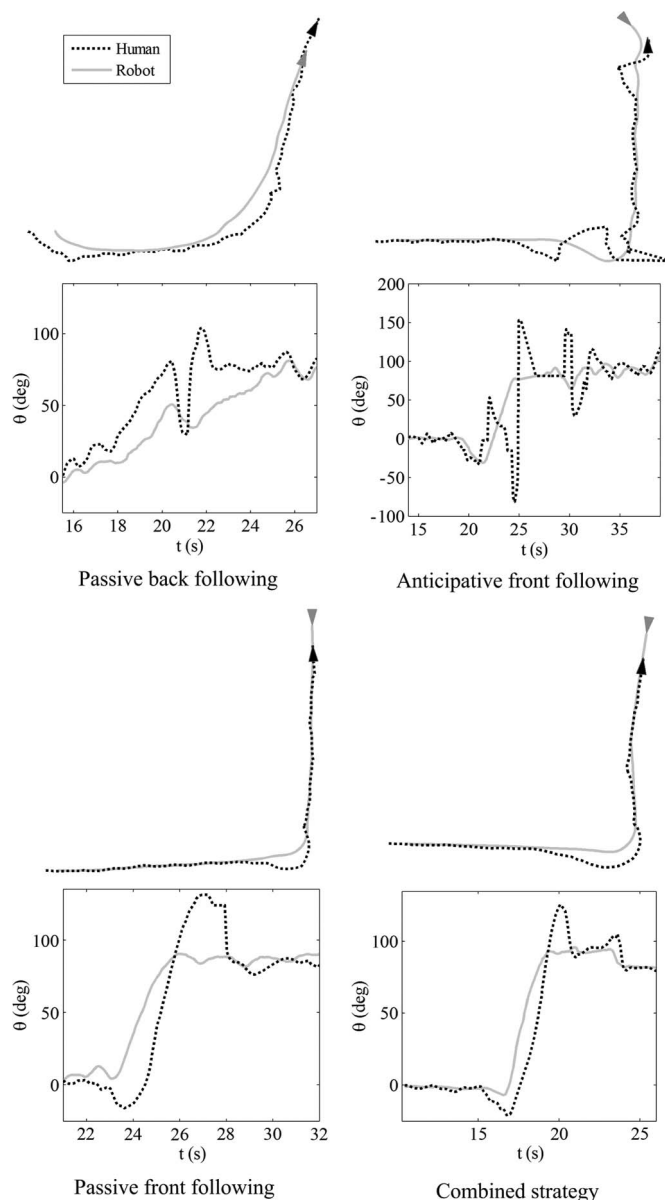 Human
Robot
100
50
0
θ (deg)
16 18 20 22 24 26
t (s)
Passive back following
200
150
100
50
0
-50
-100
θ (deg)
15 20 25 30 35
t (s)
Anticipative front following
100
50
0
θ (deg)
22 24 26 28 30 32
t (s)
Passive front following
100
50
0
θ (deg)
15 20 25
t (s)
Combined strategy